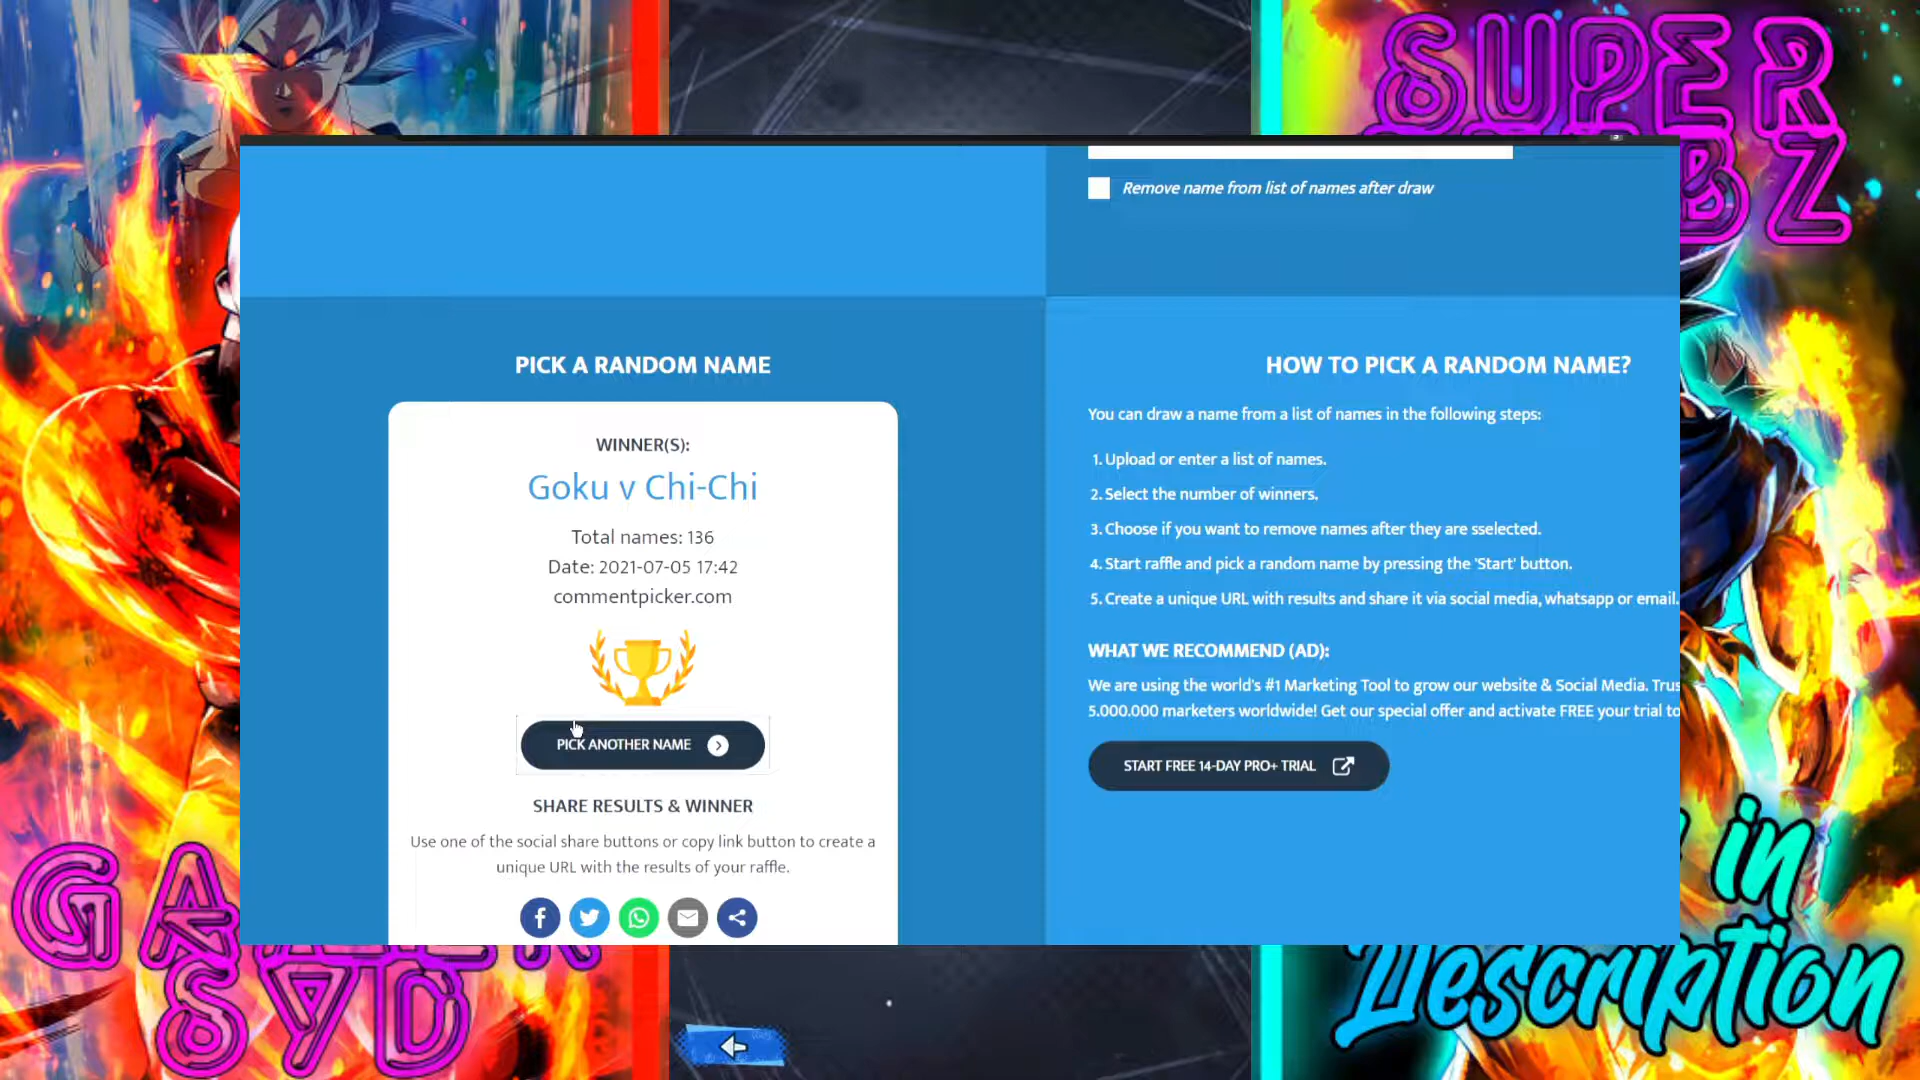 SUPER
BZ
Remove name from list of names after draw
PICK A RANDOM NAME
WINNER(S):
Goku v Chi-Chi
Total names: 136
Date: 2021-07-05 17:42
commentpicker.com
PICK ANOTHER NAME
SHARE RESULTS & WINNER
Use one of the social share buttons or copy link button to create a
unique URL with the results of your raffle.
HOW TO PICK A RANDOM NAME?
You can draw a name from a list of names in the following steps:
1. Upload or enter a list of names.
2. Select the number of winners.
3. Choose if you want to remove names after they are sselected.
4. Start raffle and pick a random name by pressing the 'Start' button.
5. Create a unique URL with results and share it via social media, whatsapp or email.
WHAT WE RECOMMEND (AD):
We are using the world's #1 Marketing Tool to grow our website & Social Media. Trus
5.000.000 marketers worldwide! Get our special offer and activate FREE your trial to
START FREE 14-DAY PRO+ TRIAL
SYD
in
Description